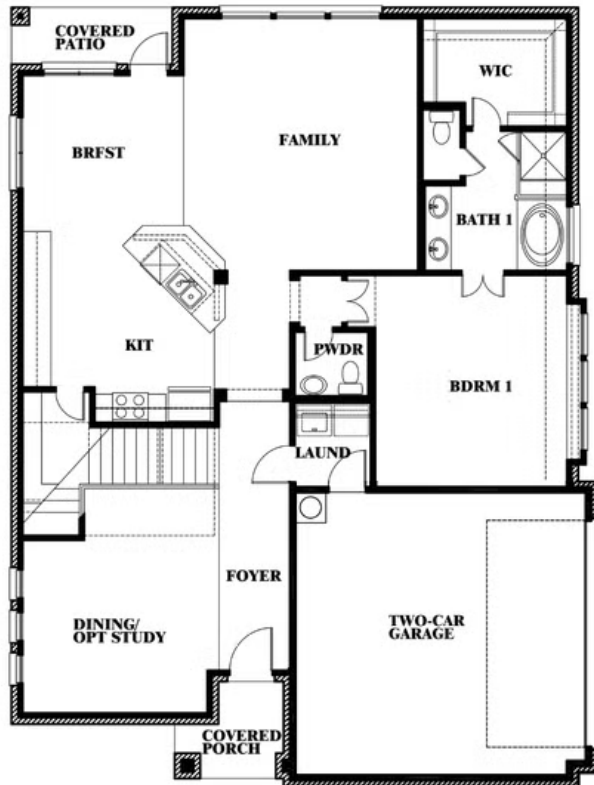 COVERED
PATIO
WIC
BRFST
FAMILY
BATH 1
KIT
PWDR
BDRM 1
LAUND
FOYER
DINING/
OPT STUDY
TWO-CAR
GARAGE
COVERED
PORCH